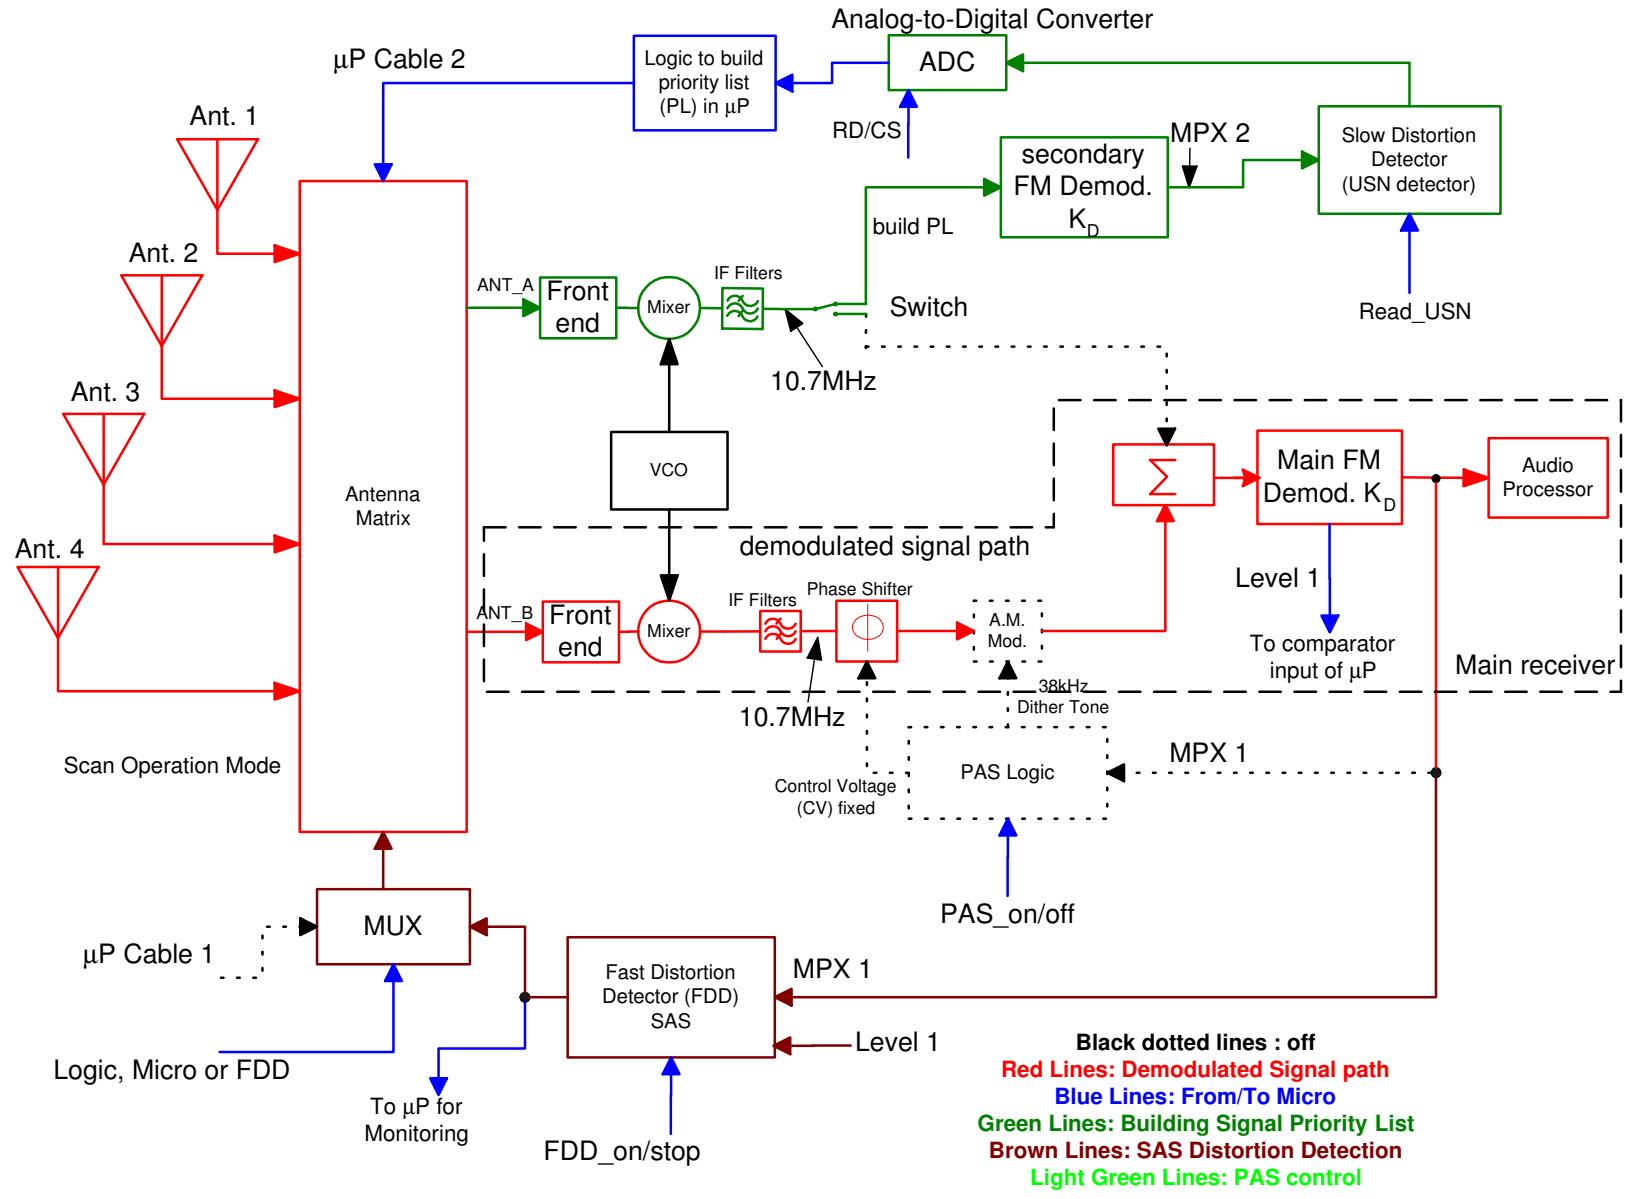 Analog-to-Digital Converter
µP Cable 2
Logic to build
priority list
(PL) in µP
ADC
RD/CS
Ant. 1
MPX 2
secondary
FM Demod.
K_D
Slow Distortion
Detector
(USN detector)
build PL
Ant. 2
ANT_A
Front
end
Mixer
IF Filters
Switch
Read_USN
10.7MHz
Ant. 3
VCO
Antenna
Matrix
Σ
Main FM
Demod. K_D
Audio
Processor
Ant. 4
demodulated signal path
Level 1
ANT_B
Front
end
Mixer
IF Filters
Phase Shifter
Φ
A.M.
Mod.
To comparator
input of µP
Main receiver
10.7MHz
38kHz
Dither Tone
Scan Operation Mode
Control Voltage
(CV) fixed
PAS Logic
MPX 1
PAS_on/off
MUX
µP Cable 1
Fast Distortion
Detector (FDD)
SAS
MPX 1
Level 1
Logic, Micro or FDD
To µP for
Monitoring
FDD_on/stop
Black dotted lines : off
Red Lines: Demodulated Signal path
Blue Lines: From/To Micro
Green Lines: Building Signal Priority List
Brown Lines: SAS Distortion Detection
Light Green Lines: PAS control